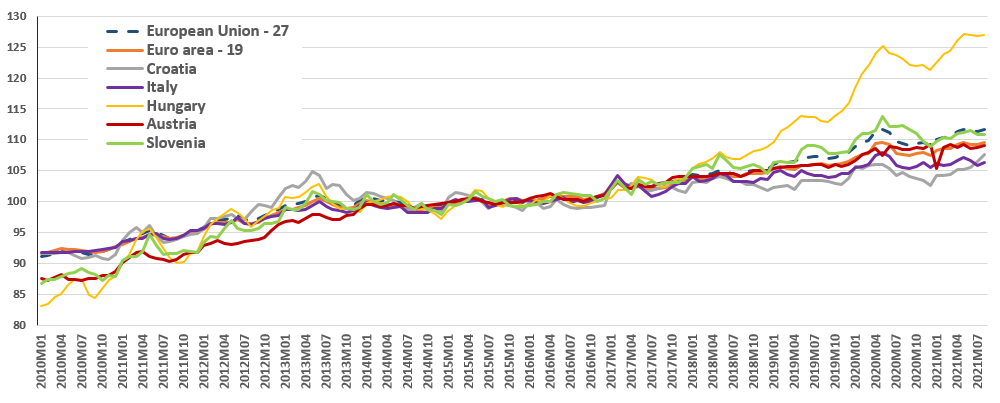 130
125
120
115
110
105
100
95
90
85
80
European Union - 27
Euro area - 19
Croatia
Italy
Hungary
Austria
Slovenia
2010M01
2010M04
2010M07
2010M10
2011M01
2011M04
2011M07
2011M10
2012M01
2012M04
2012M07
2012M10
2013M01
2013M04
2013M07
2013M10
2014M01
2014M04
2014M07
2014M10
2015M01
2015M04
2015M07
2015M10
2016M01
2016M04
2016M07
2016M10
2017M01
2017M04
2017M07
2017M10
2018M01
2018M04
2018M07
2018M10
2019M01
2019M04
2019M07
2019M10
2020M01
2020M04
2020M07
2020M10
2021M01
2021M04
2021M07